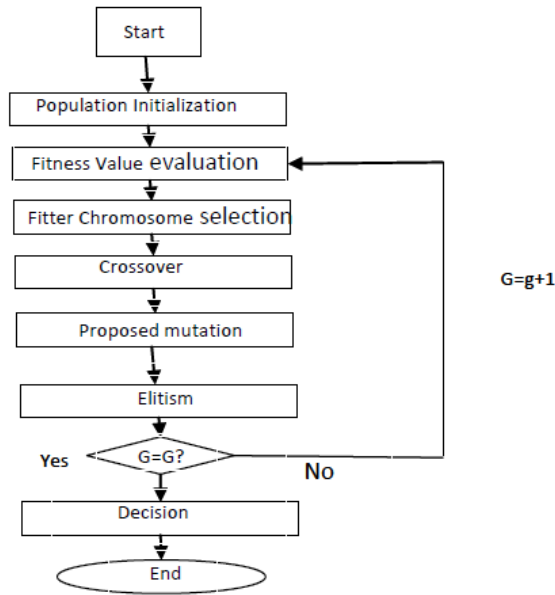 Start
Population Initialization
Fitness Value evaluation
Fitter Chromosome selection
Crossover
G=g+1
Proposed mutation
Elitism
Yes
G=G?
No
Decision
End